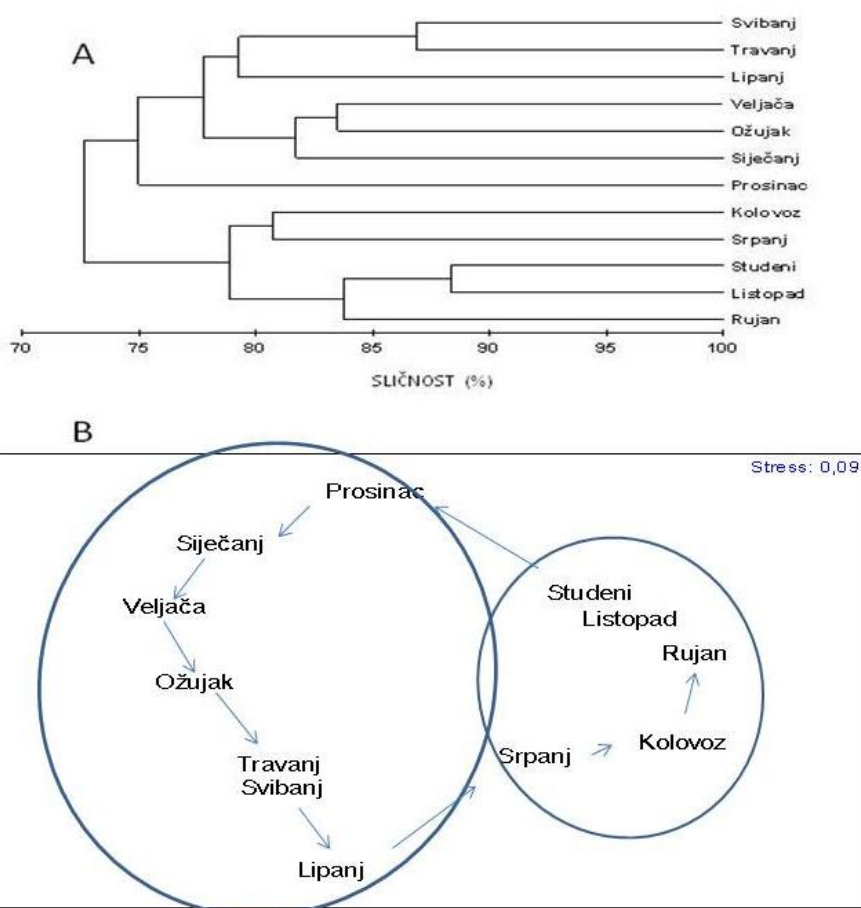 A
Svibanj
Travanj
Lipanj
Veljača
Ožujak
Siječanj
Prosinac
Kolovoz
Srpanj
Studeni
Listopad
Rujan
70 75 80 85 90 95 100
SLIČNOST (%)
B
Stress: 0,09
Prosinac
Siječanj
Veljača
Ožujak
Travanj
Svibanj
Lipanj
Studeni
Listopad
Rujan
Kolovoz
Srpanj